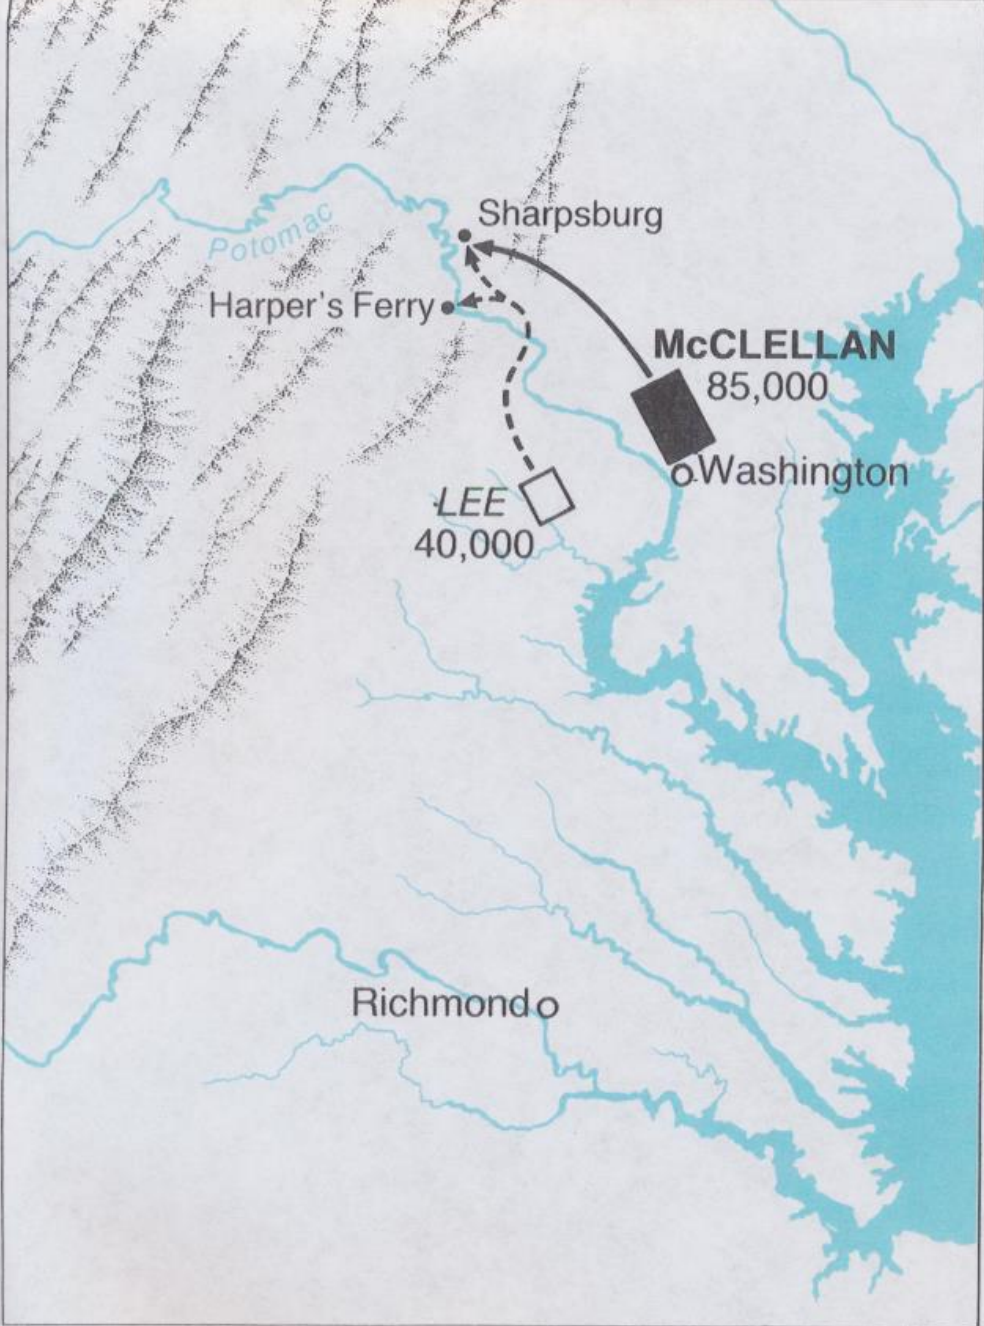 Sharpsburg
Potomac
Harper's Ferry
McCLELLAN
85,000
Washington
LEE
40,000
Richmond